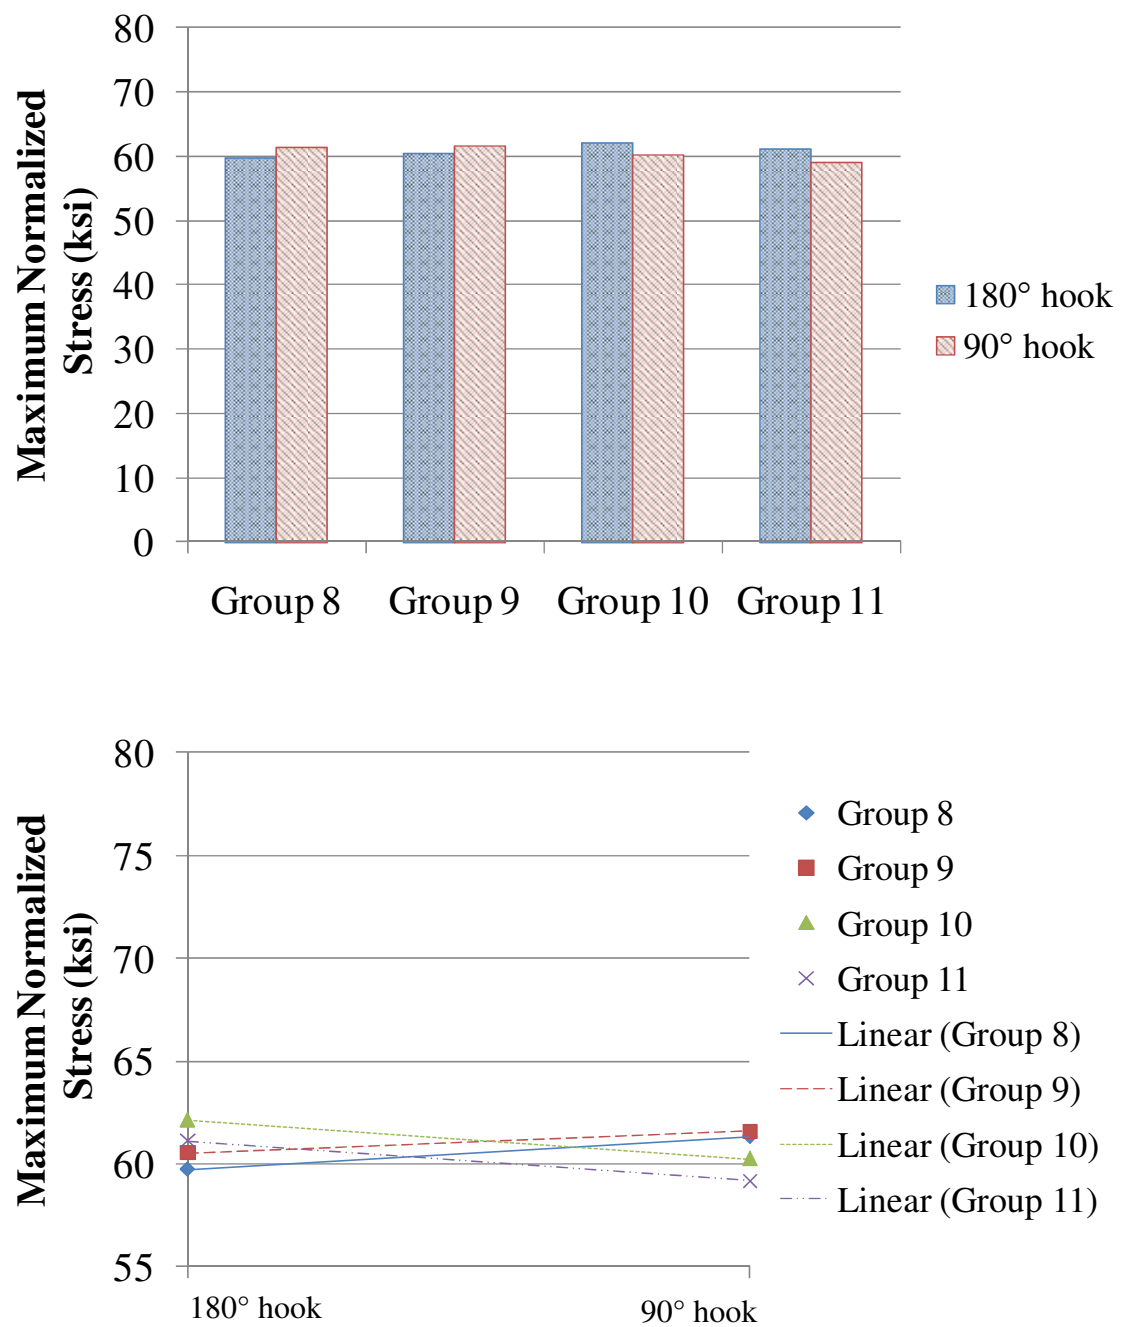 80
70
60
50
40
30
20
10
0
Maximum Normalized
Stress (ksi)
Group 8
Group 9
Group 10
Group 11
180° hook
90° hook
80
75
70
65
60
55
Maximum Normalized
Stress (ksi)
180° hook
90° hook
Group 8
Group 9
Group 10
Group 11
Linear (Group 8)
Linear (Group 9)
Linear (Group 10)
Linear (Group 11)